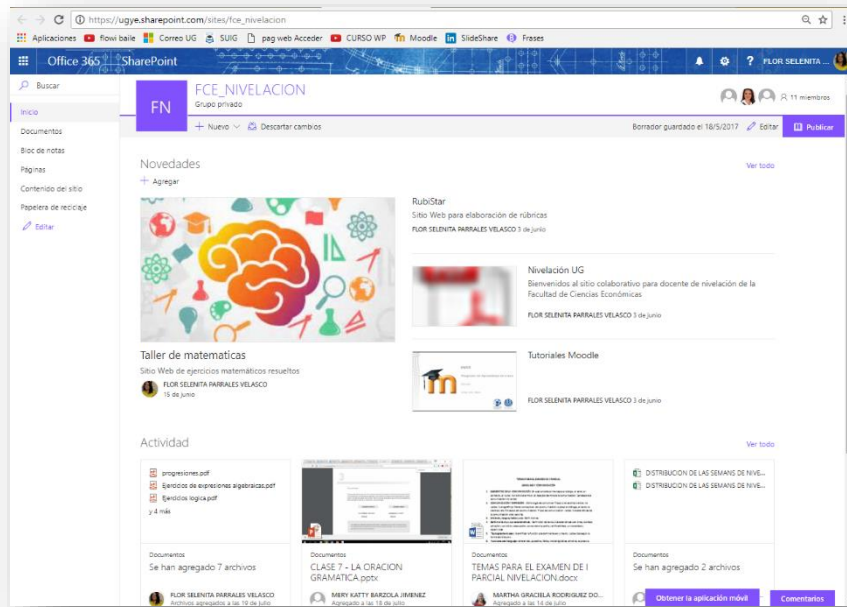 https://ugye.sharepoint.com/sites/fce_nivelacion
Aplicaciones flowi baile Correo UG SUIG pag web Acceder CURSO WP Moodle SlideShare Frases
Office 365 SharePoint ? FLOR SELENITA ...
Buscar
Inicio
Documentos
Bloc de notas
Páginas
Contenido del sitio
Papelera de reciclaje
Editar
FN
FCE_NIVELACION
Grupo privado
11 miembros
+ Nuevo Descartar cambios
Borrador guardado el 16/5/2017 Editar Publicar
Novedades
Ver todo
+ Agregar
Taller de matematicas
Sitio Web de ejercicios matemáticos resueltos
FLOR SELENITA PARRALES VELASCO
15 de junio
RubiStar
Sitio Web para elaboración de rúbricas
FLOR SELENITA PARRALES VELASCO 3 de junio
Nivelación UG
Bienvenidos al sitio colaborativo para docente de nivelación de la
Facultad de Ciencias Económicas
FLOR SELENITA PARRALES VELASCO 3 de junio
Tutoriales Moodle
FLOR SELENITA PARRALES VELASCO 3 de junio
Actividad
Ver todo
progresiones.pdf
Ejercicios de expresiones algebraicas.pdf
Ejercicios logica.pdf
y 4 más
Documentos
Se han agregado 7 archivos
FLOR SELENITA PARRALES VELASCO
Archivos agregados a las 19 de julio
Documentos
CLASE 7 - LA ORACION
GRAMATICA.pptx
MERY KATTY BARZOLA JIMENEZ
Agregado a las 18 de julio
Documentos
TEMAS PARA EL EXAMEN DE I
PARCIAL NIVELACION.docx
MARTHA GRACIELA RODRIGUEZ DO...
Agregado a las 14 de julio
DISTRIBUCION DE LAS SEMANS DE NIVE...
DISTRIBUCION DE LAS SEMANS DE NIVE...
Documentos
Se han agregado 2 archivos
Obtener la aplicación móvil
Comentarios